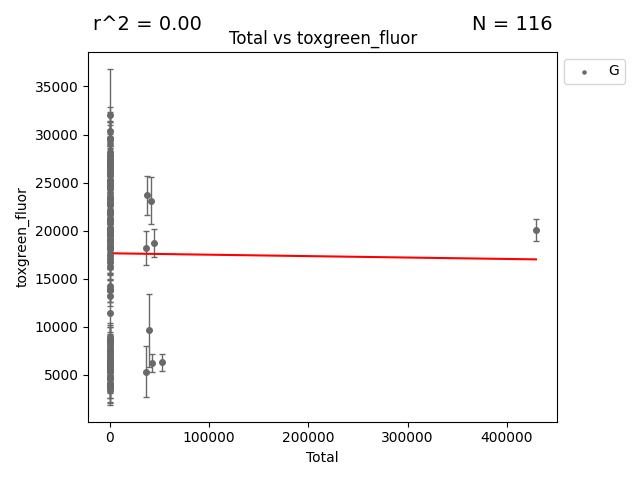 r^2 = 0.00
N = 116
Total vs toxgreen_fluor
G
35000
30000
25000
20000
15000
10000
5000
toxgreen_fluor
0
100000
200000
300000
400000
Total